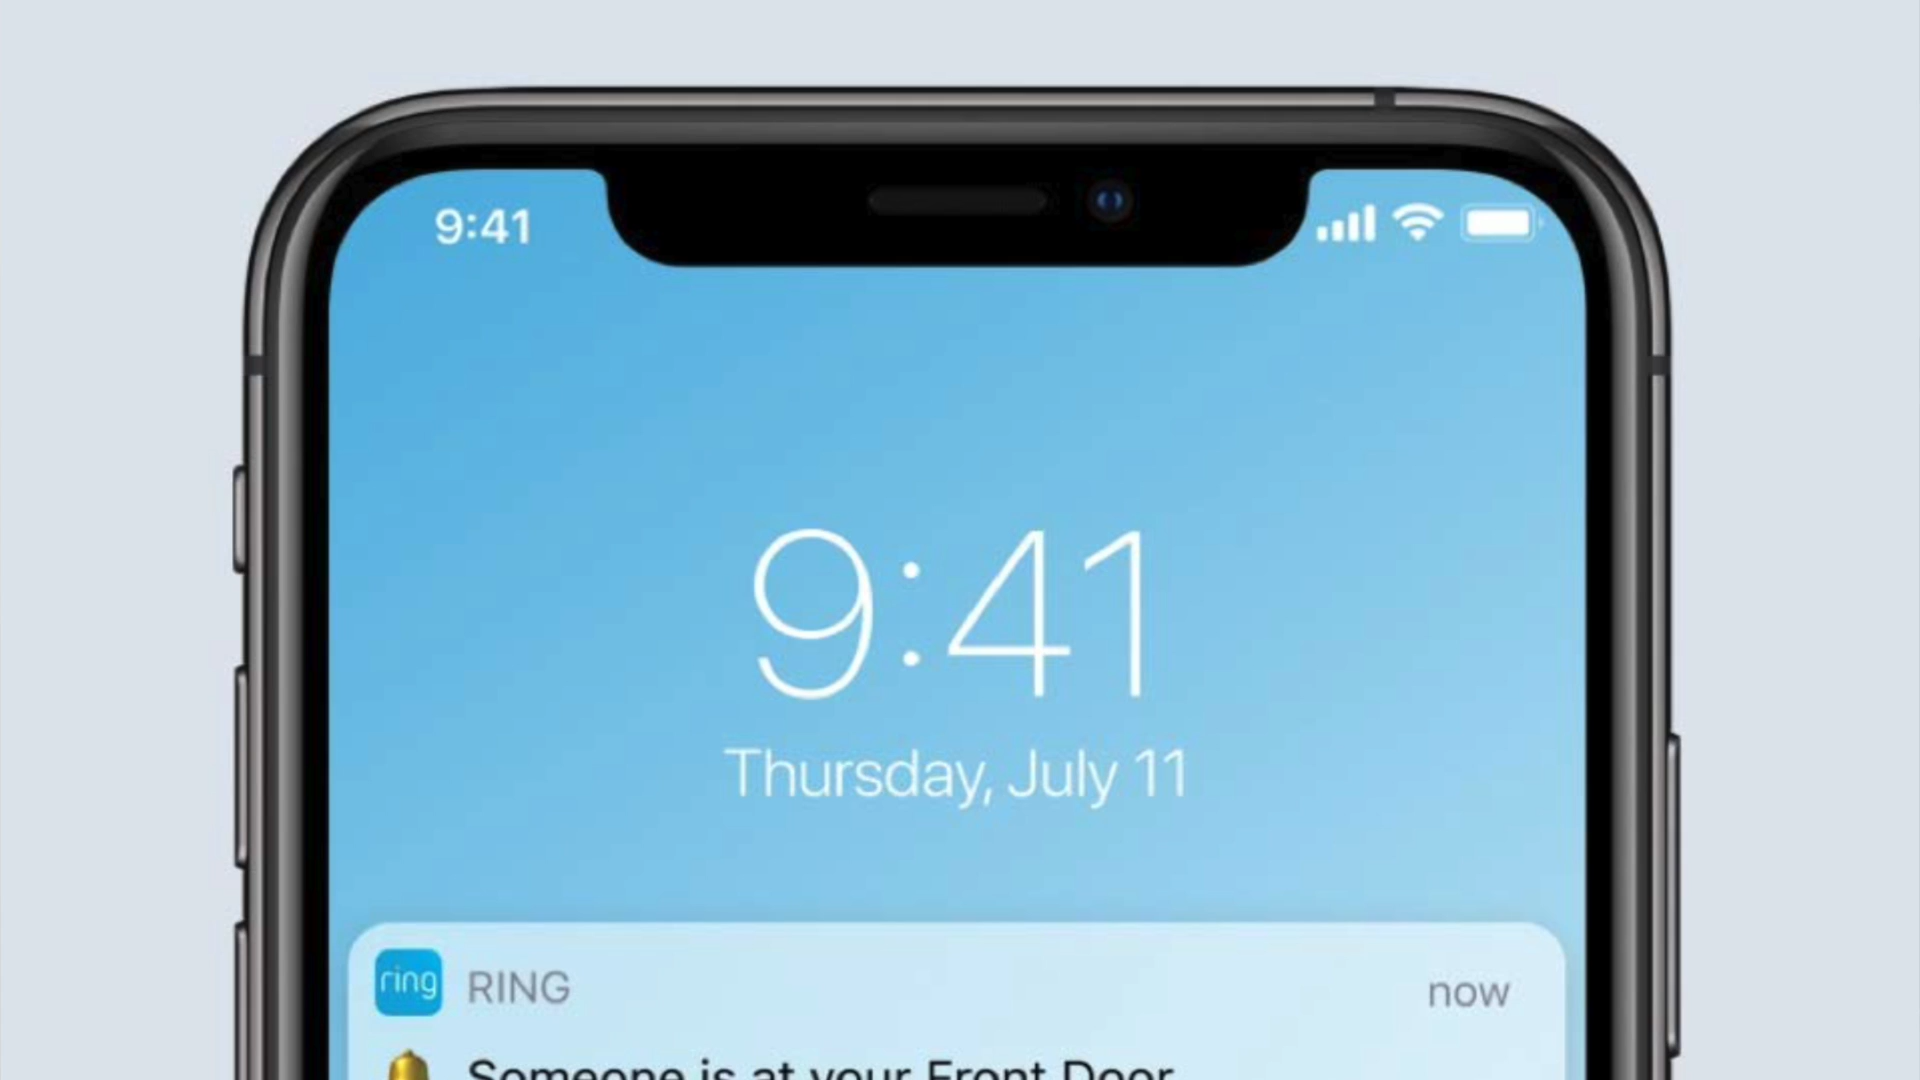 9:41
9:41
Thursday, July 11
ring RING now
Someone is at your Front Door